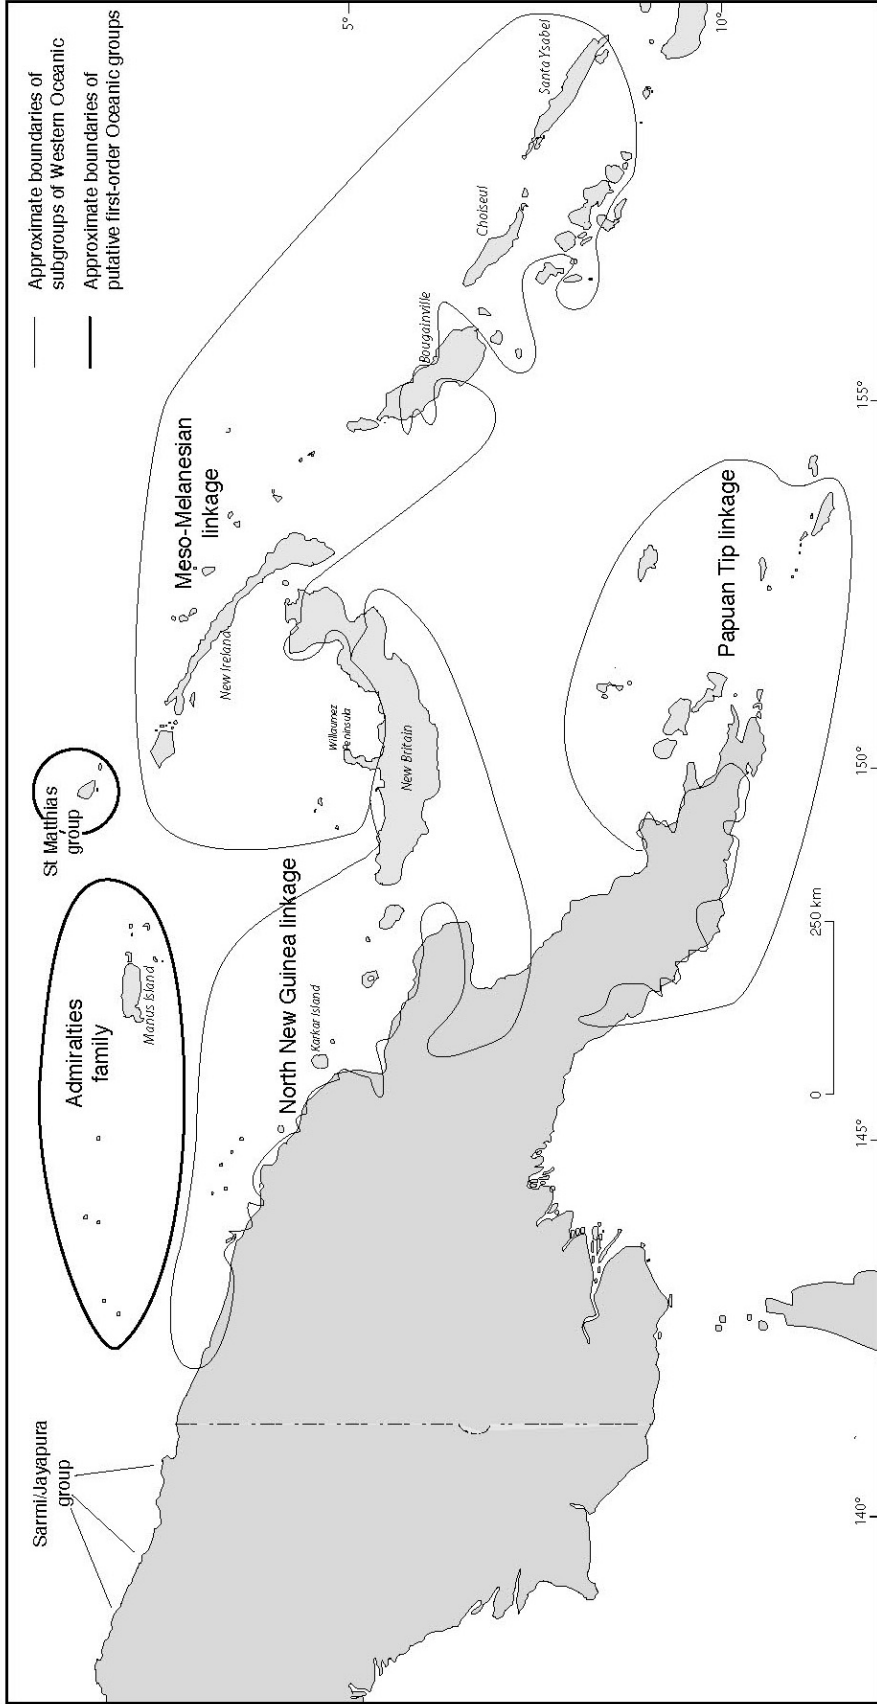 Approximate boundaries of
subgroups of Western Oceanic
Approximate boundaries of
putative first-order Oceanic groups
Sarmi/Jayapura
group
Admiralties
family
Manus Island
St Matthias
group
North New Guinea linkage
Karkar Island
Meso-Melanesian
linkage
New Ireland
Willaumez
Peninsula
New Britain
Bougainville
Choiseul
Santa Ysabel
Papuan Tip linkage
0
250 km
5°
10°
140°
145°
150°
155°